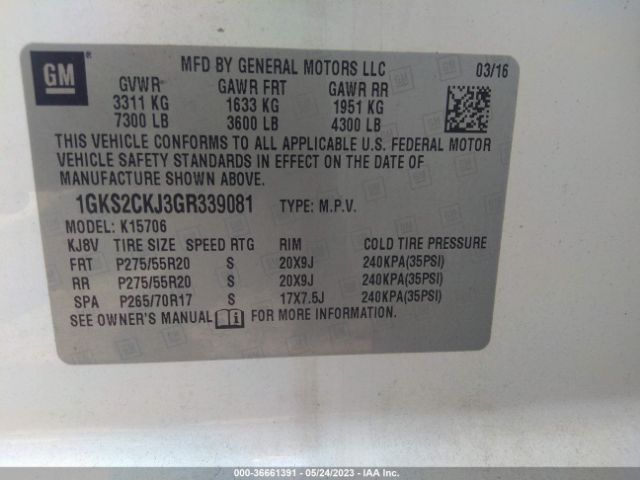 GM
MFD BY GENERAL MOTORS LLC 03/16
GVWR GAWR FRT GAWR RR
3311 KG 1633 KG 1951 KG
7300 LB 3600 LB 4300 LB
THIS VEHICLE CONFORMS TO ALL APPLICABLE U.S. FEDERAL MOTOR
VEHICLE SAFETY STANDARDS IN EFFECT ON THE DATE OF
MANUFACTURE SHOWN ABOVE.
1GKS2CKJ3GR339081 TYPE: M.P.V.
MODEL: K15706
KJ8V TIRE SIZE SPEED RTG RIM COLD TIRE PRESSURE
FRT P275/55R20 S 20X9J 240KPA(35PSI)
RR P275/55R20 S 20X9J 240KPA(35PSI)
SPA P265/70R17 S 17X7.5J 240KPA(35PSI)
SEE OWNER'S MANUAL FOR MORE INFORMATION.
000-36661391 - 05/24/2023 - IAA Inc.